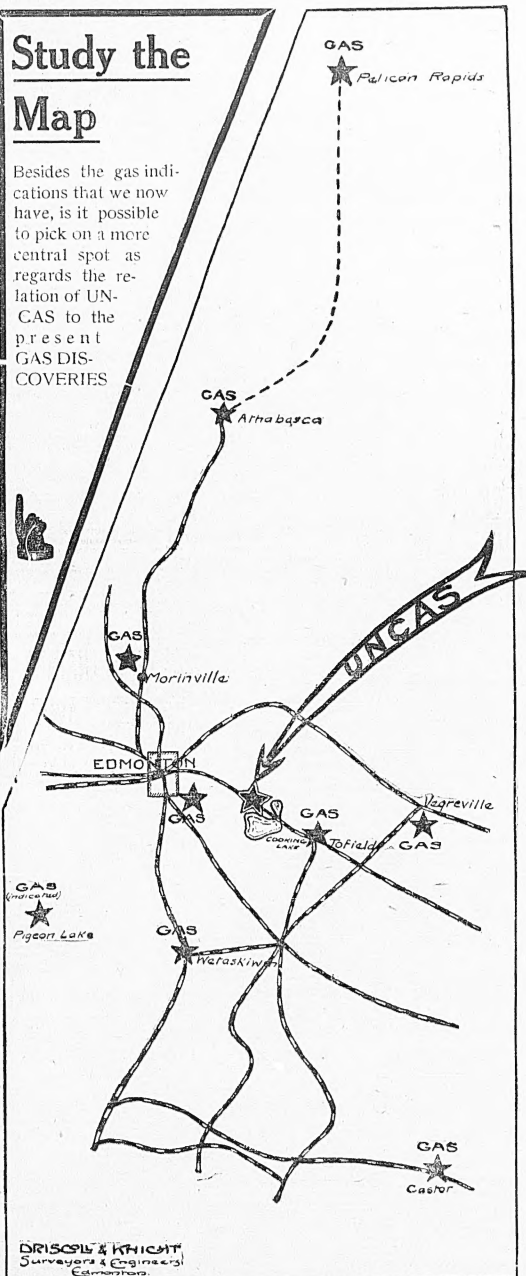 Study the
Map
Besides the gas indi-
cations that we now
have, is it possible
to pick on a more
central spot as
regards the re-
lation of UN-
CAS to the
present
GAS DIS-
COVERIES
GAS
Pelican Rapids
GAS
Athabasca
UNCAS
GAS
Morinville
EDMONTON
GAS
COOKING
LAKE
GAS
Tofield
Vegreville
GAS
GAS
(indicated)
Pigeon Lake
GAS
Wetaskiwin
GAS
Castor
DRISCOLL & KNIGHT
Surveyors & Engineers
Edmonton.